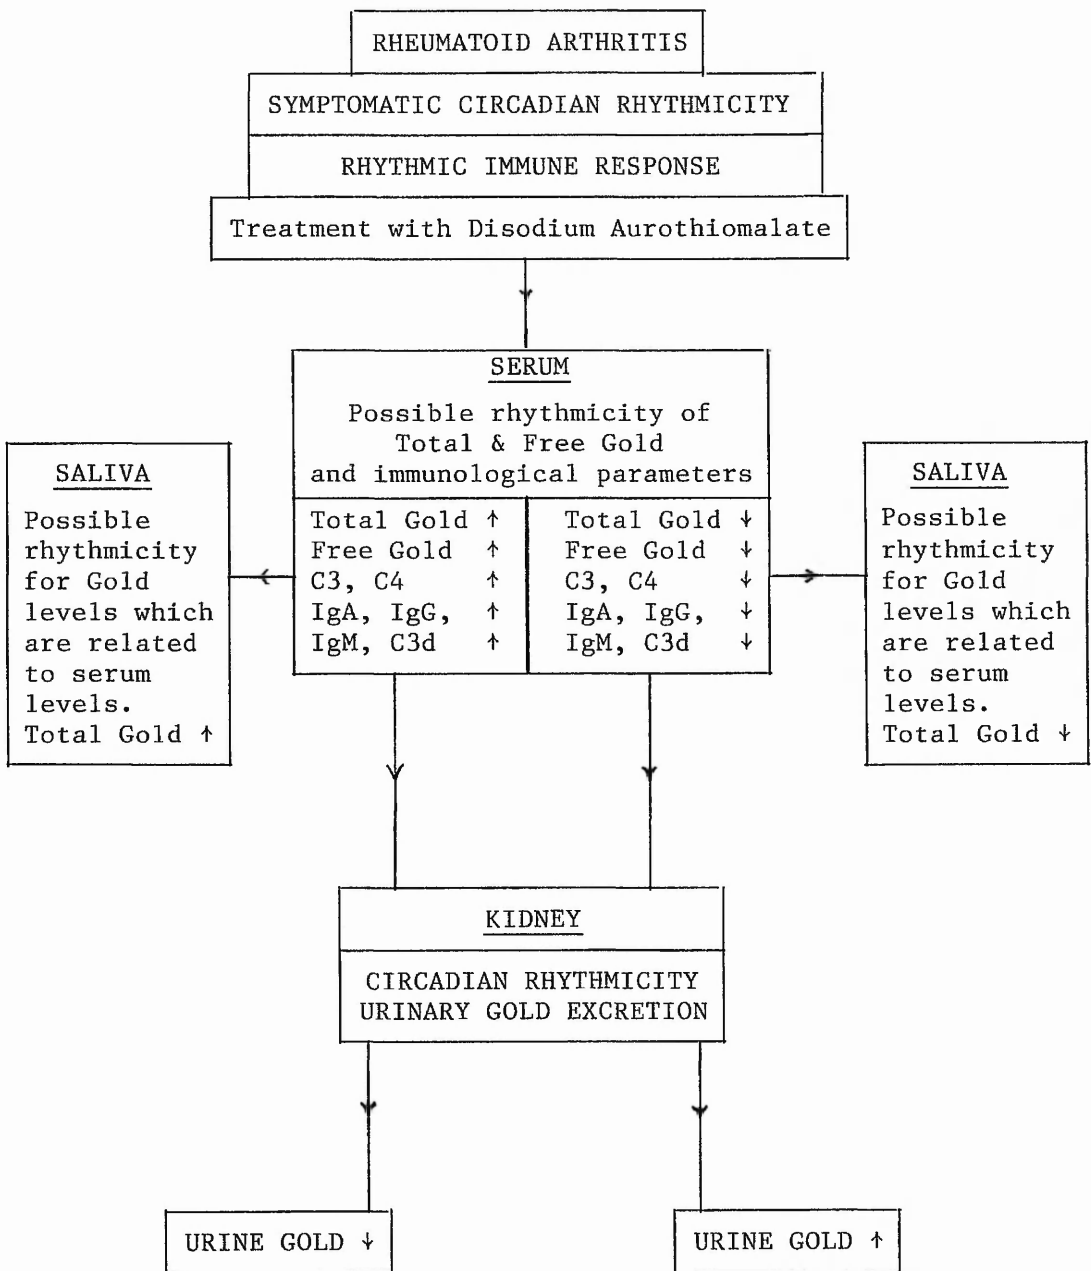 RHEUMATOID ARTHRITIS
SYMPTOMATIC CIRCADIAN RHYTHMICITY
RHYTHMIC IMMUNE RESPONSE
Treatment with Disodium Aurothiomalate
SERUM
Possible rhythmicity of
Total & Free Gold
and immunological parameters
Total Gold ↑
Free Gold ↑
C3, C4 ↑
IgA, IgG, ↑
IgM, C3d ↑
Total Gold ↓
Free Gold ↓
C3, C4 ↓
IgA, IgG, ↓
IgM, C3d ↓
SALIVA
Possible
rhythmicity
for Gold
levels which
are related
to serum
levels.
Total Gold ↑
SALIVA
Possible
rhythmicity
for Gold
levels which
are related
to serum
levels.
Total Gold ↓
KIDNEY
CIRCADIAN RHYTHMICITY
URINARY GOLD EXCRETION
URINE GOLD ↓
URINE GOLD ↑